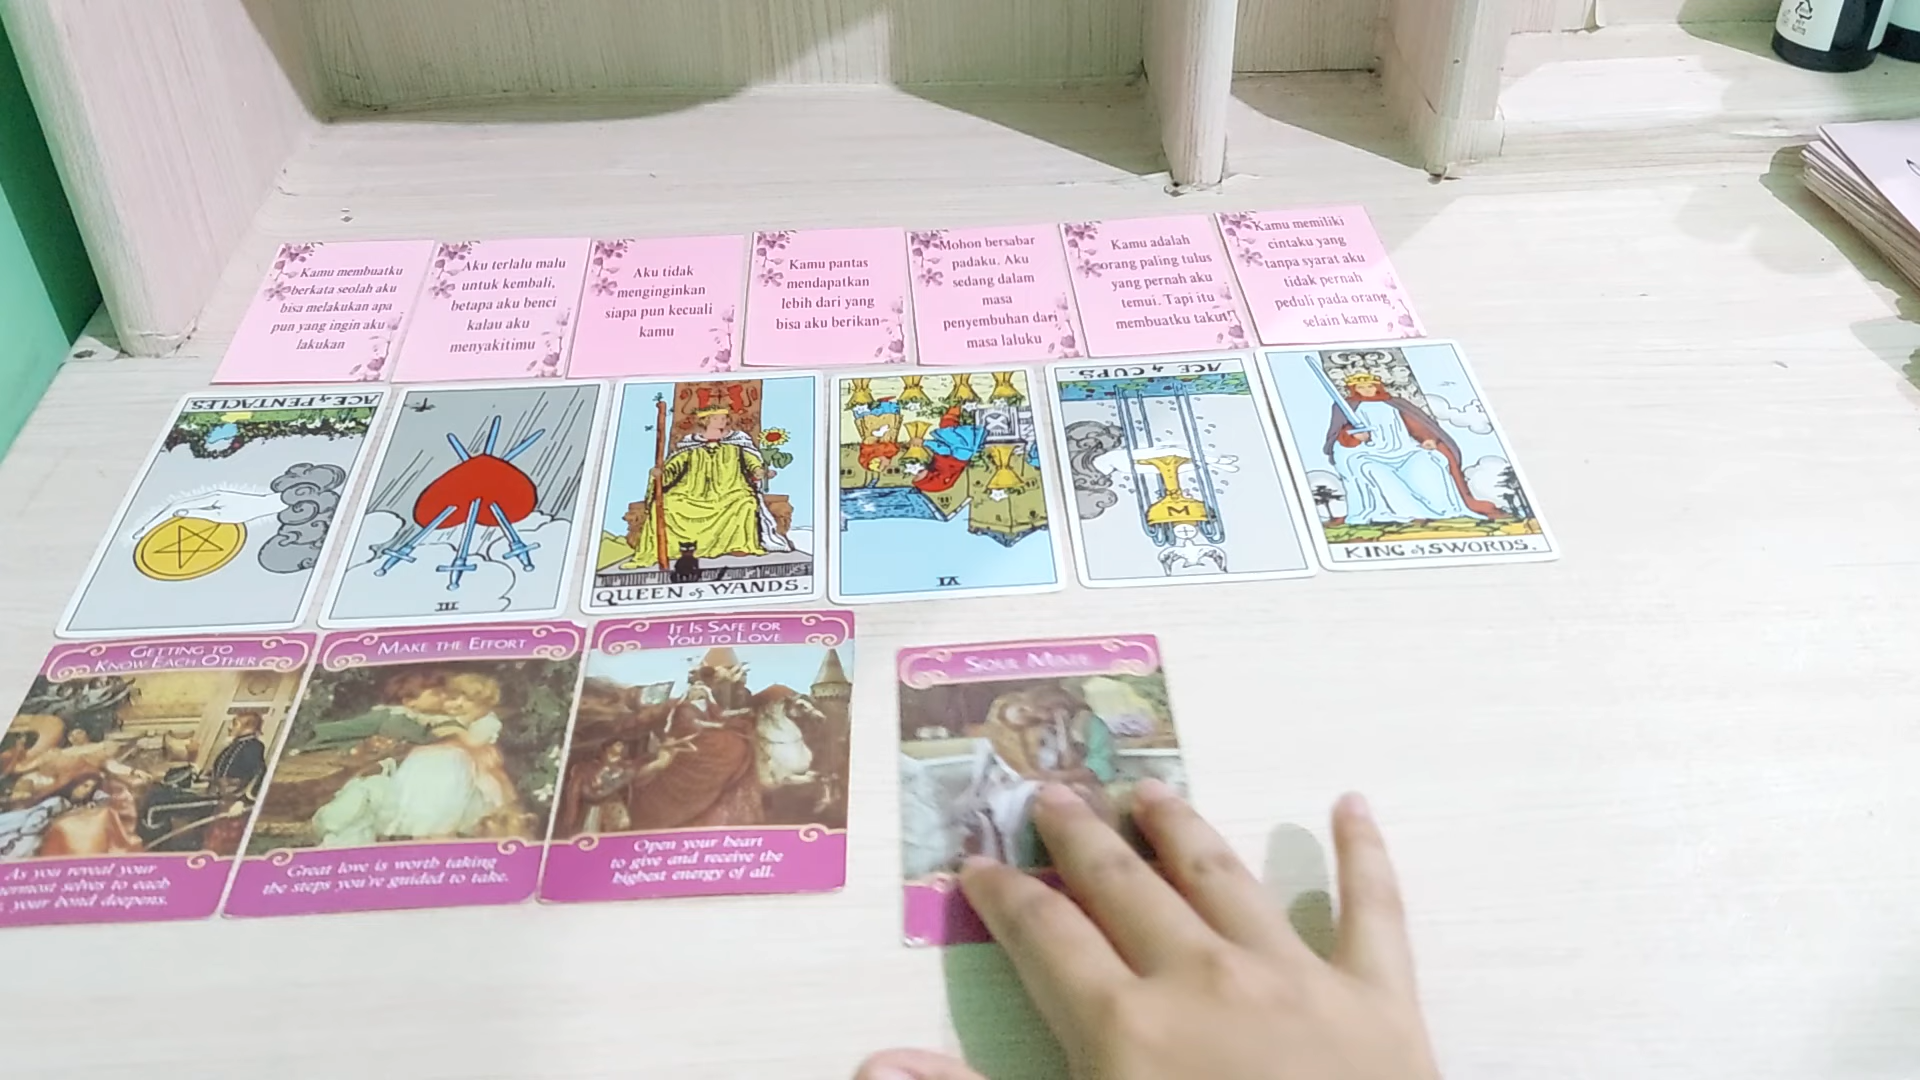 Kamu membuatku
berkata seolah aku
bisa melakukan apa
pun yang ingin aku
lakukan
Aku terlalu malu
untuk kembali,
betapa aku benci
kalau aku
menyakitimu
Aku tidak
menginginkan
siapa pun kecuali
kamu
Kamu pantas
mendapatkan
lebih dari yang
bisa aku berikan
Mohon bersabar
padaku. Aku
sedang dalam
masa
penyembuhan dari
masa laluku
Kamu adalah
orang paling tulus
yang pernah aku
temui. Tapi itu
membuatku takut!
Kamu memiliki
cintaku yang
tanpa syarat aku
tidak pernah
peduli pada orang
selain kamu
ACE of PENTACLES.
III
QUEEN of WANDS.
VI
ACE of CUPS.
M
KING of SWORDS.
GETTING TO
KNOW EACH OTHER
As you reveal your
selves to each
your bond deepens.
MAKE THE EFFORT
Great love is worth taking
the steps you're guided to take.
IT IS SAFE FOR
YOU TO LOVE
Open your heart
to give and receive the
highest energy of all.
SOUL MATE